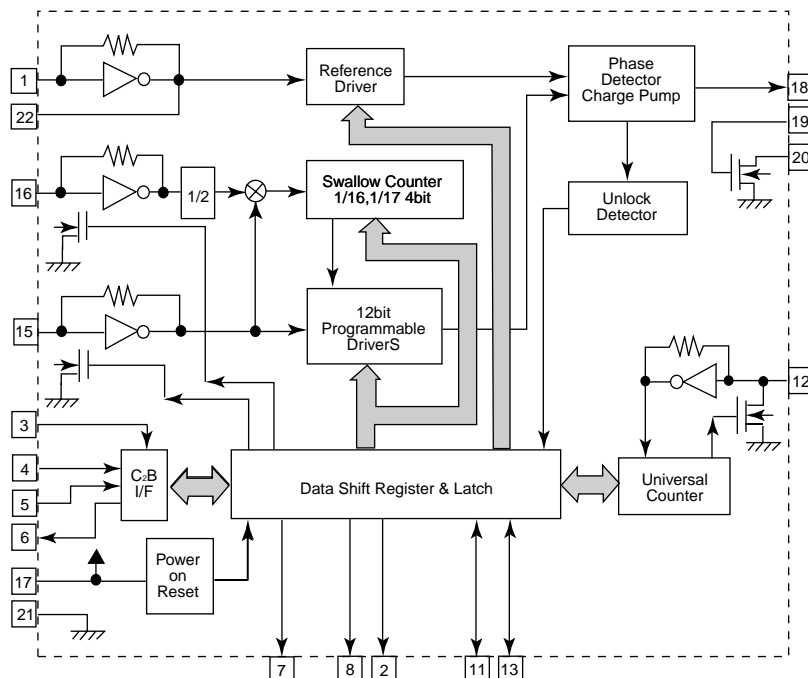 1
Reference
Driver
Phase
Detector
Charge Pump
18
22
19
20
16
1/2
Swallow Counter
1/16,1/17 4bit
Unlock
Detector
15
12bit
Programmable
DriverS
12
3
4
C2B
I/F
5
6
Data Shift Register & Latch
Universal
Counter
17
Power
on
Reset
21
7
8
2
11
13